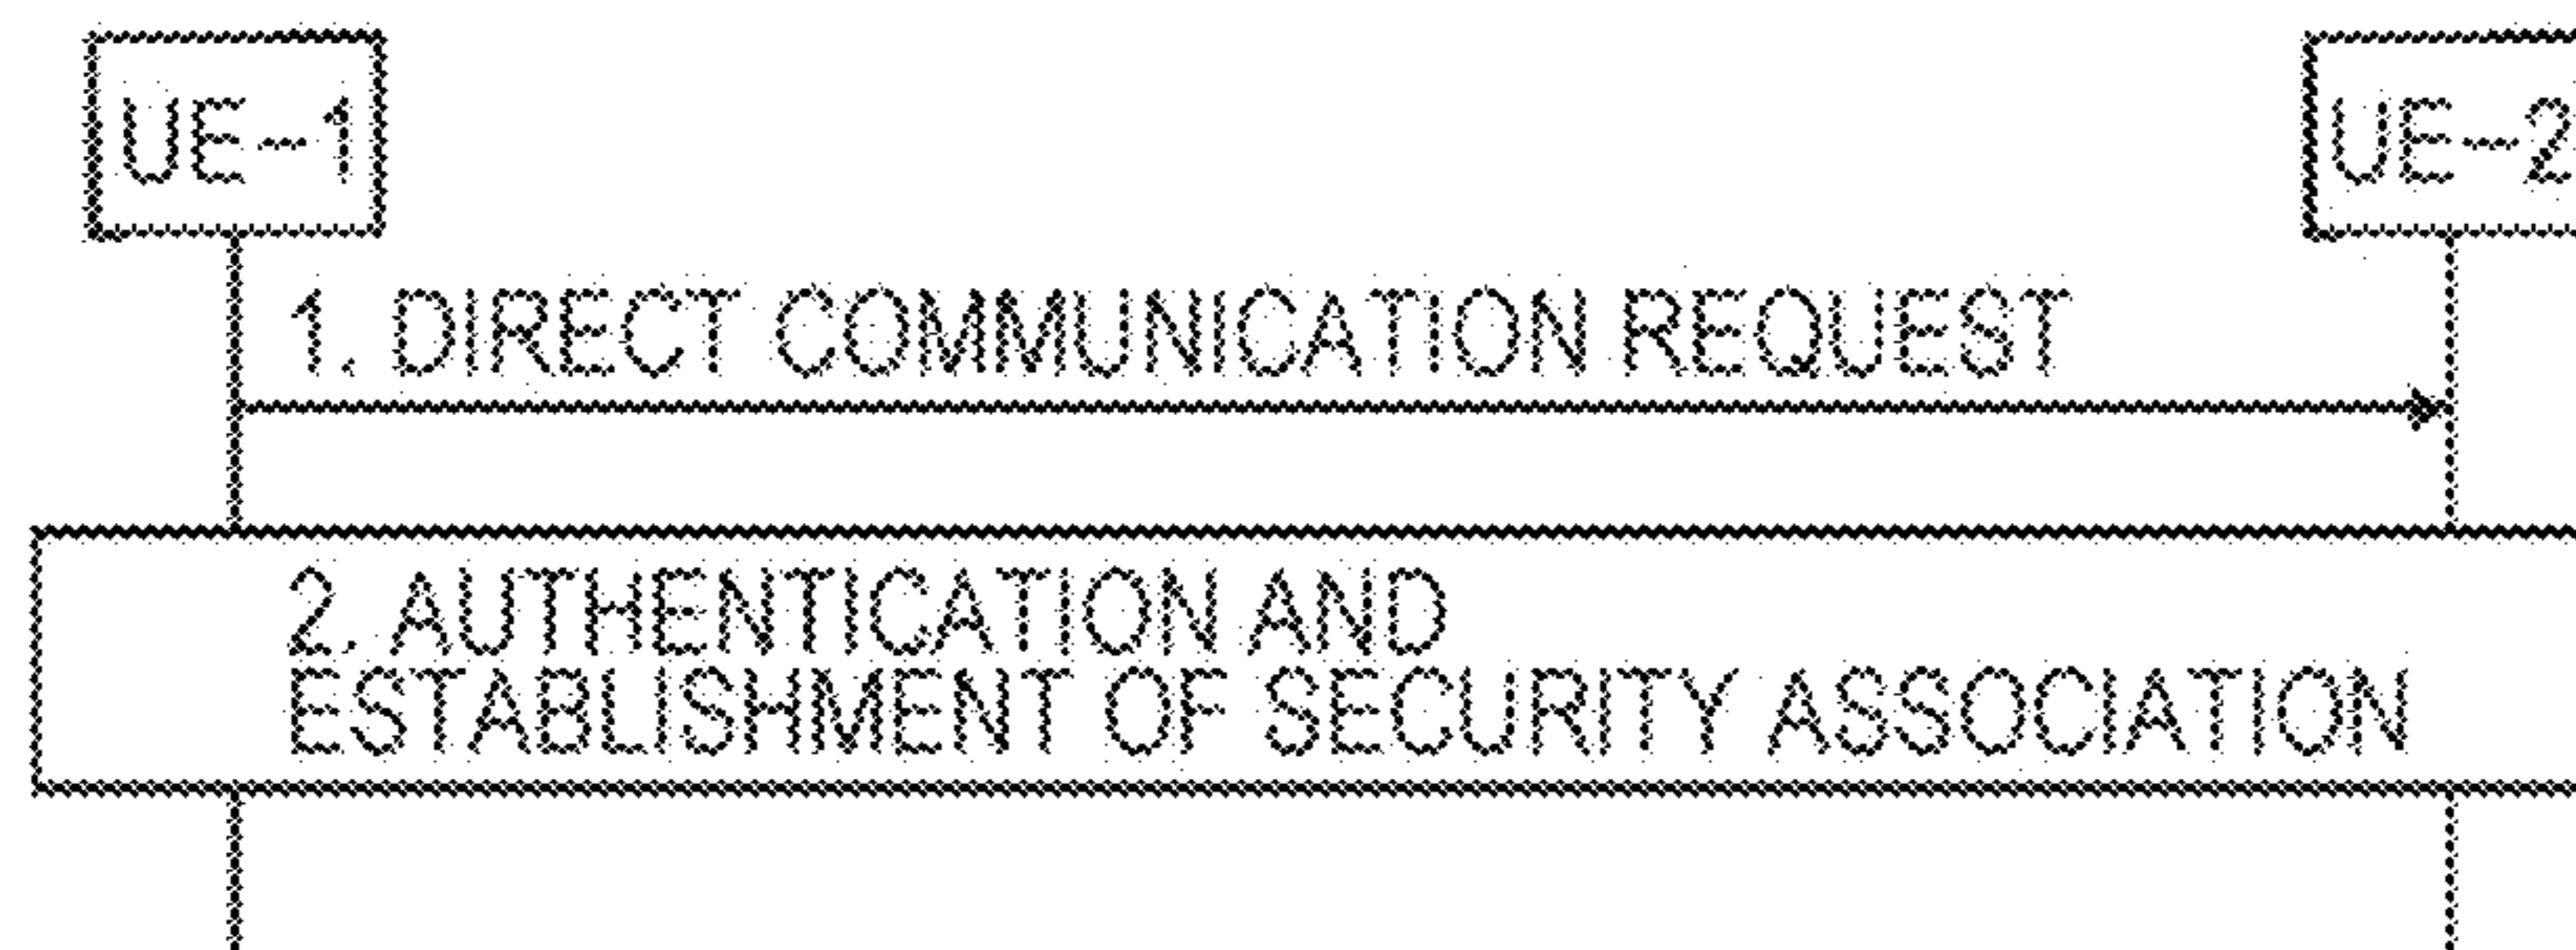 UE-1
UE-2
1. DIRECT COMMUNICATION REQUEST
2. AUTHENTICATION AND
ESTABLISHMENT OF SECURITY ASSOCIATION